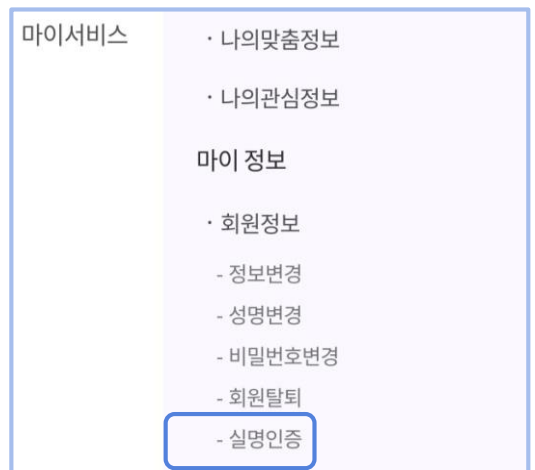 마이서비스
· 나의맞춤정보
· 나의관심정보
마이 정보
· 회원정보
- 정보변경
- 성명변경
- 비밀번호변경
- 회원탈퇴
- 실명인증